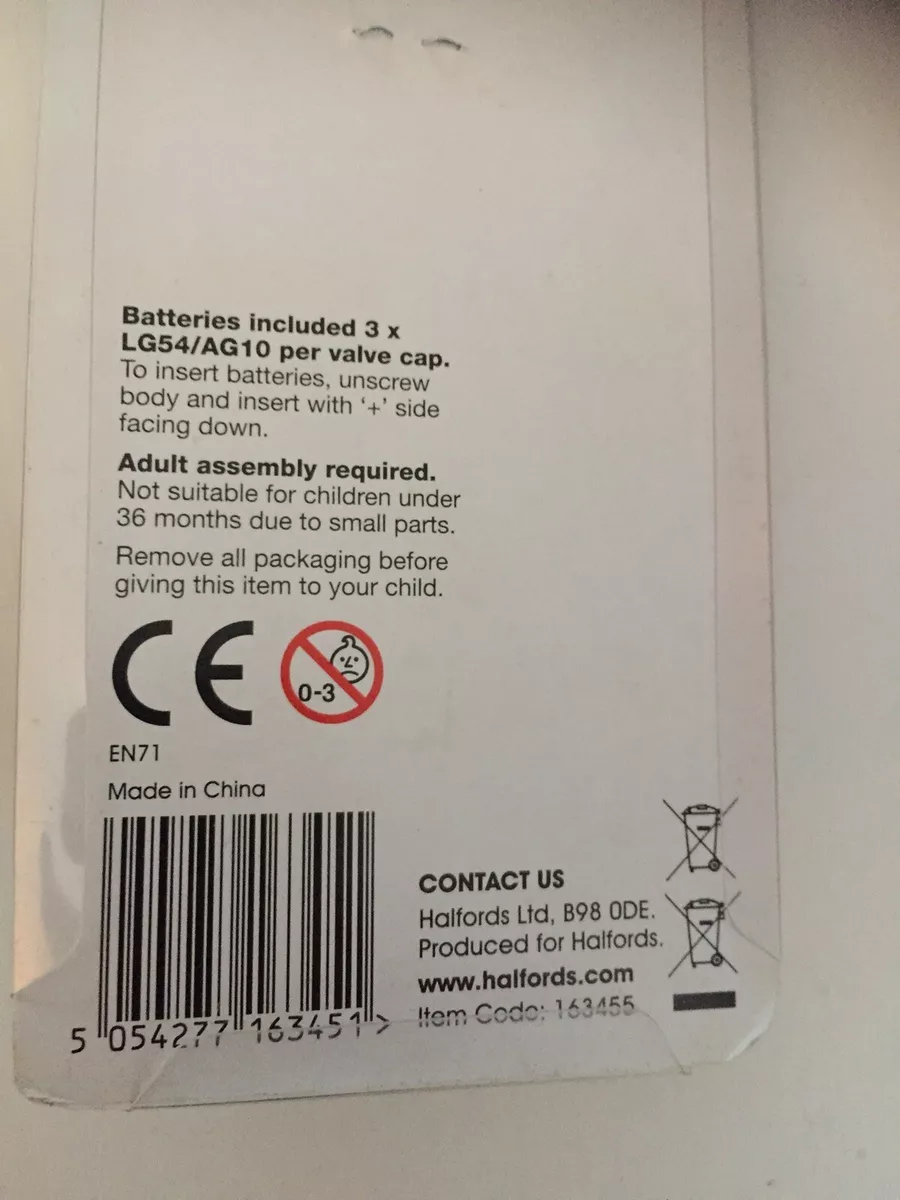 Batteries included 3 x
LG54/AG10 per valve cap.
To insert batteries, unscrew
body and insert with ‘+’ side
facing down.
Adult assembly required.
Not suitable for children under
36 months due to small parts.
Remove all packaging before
giving this item to your child.
CE
0-3
EN71
Made in China
5 054277 163451 >
CONTACT US
Halfords Ltd, B98 0DE.
Produced for Halfords.
www.halfords.com
Item Code: 163455